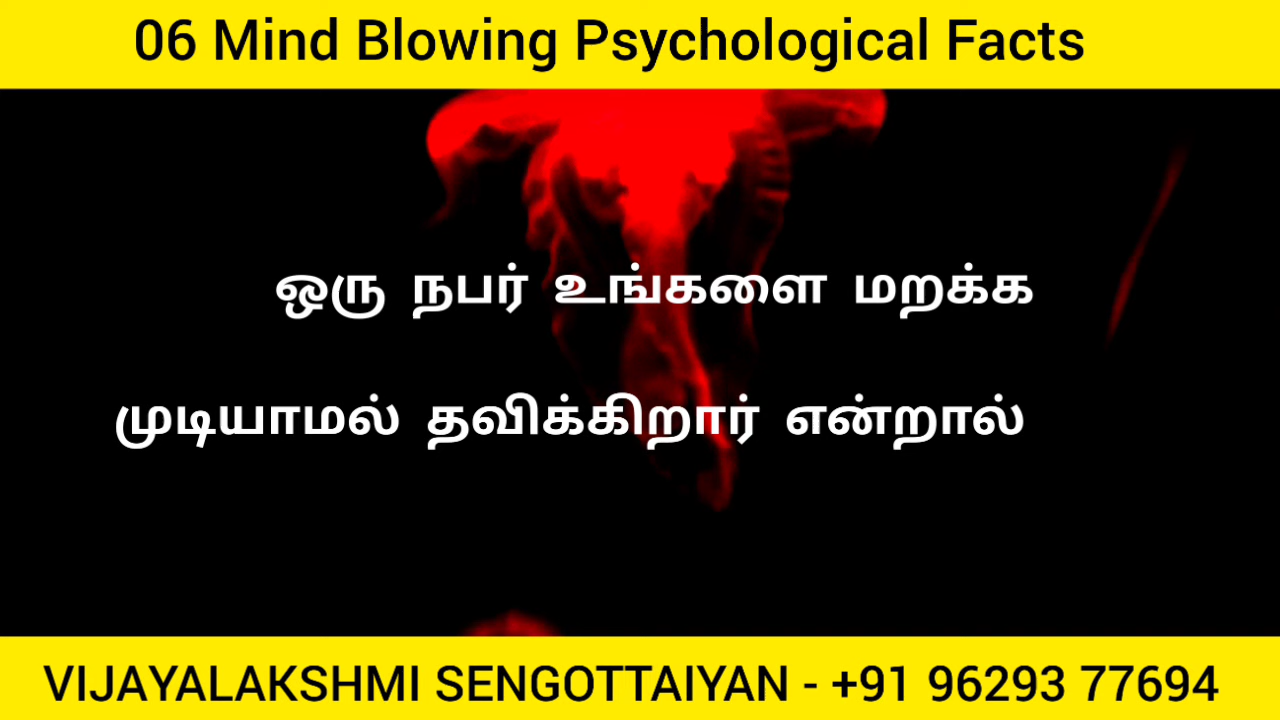 06 Mind Blowing Psychological Facts
ஒரு நபர் உங்களை மறக்க
முடியாமல் தவிக்கிறார் என்றால்
VIJAYALAKSHMI SENGOTTAIYAN - +91 96293 77694